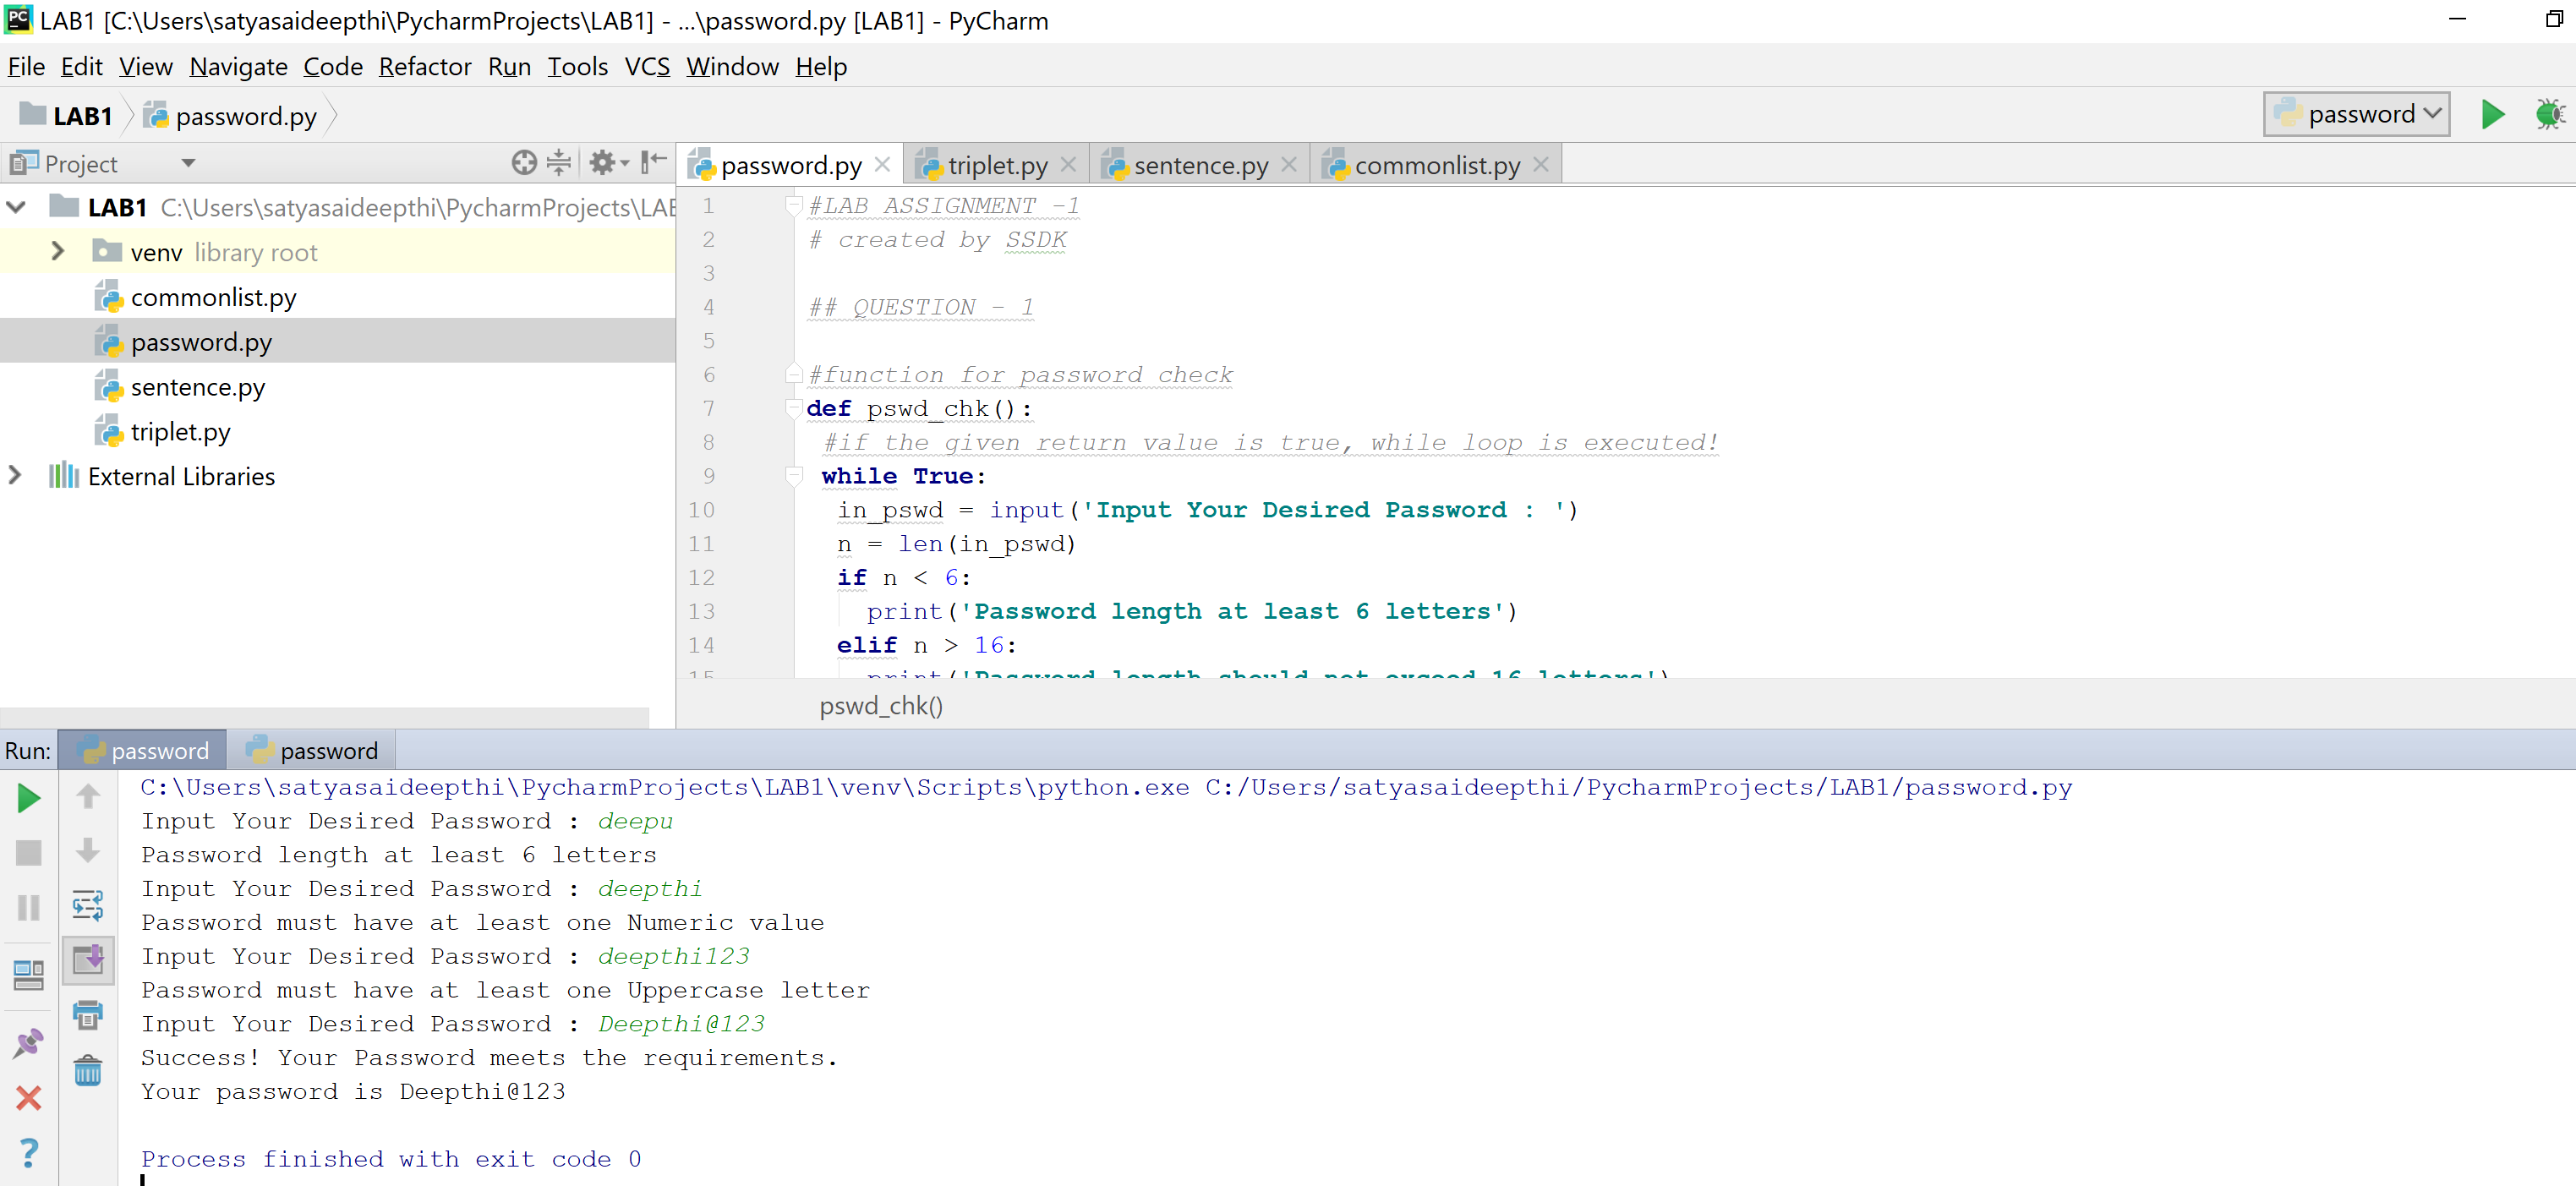 LAB1 [C:\Users\satyasaideepthi\PycharmProjects\LAB1] - ...\password.py [LAB1] - PyCharm
File Edit View Navigate Code Refactor Run Tools VCS Window Help
LAB1 password.py
password
Project
password.py triplet.py sentence.py commonlist.py
LAB1 C:\Users\satyasaideepthi\PycharmProjects\LAB
venv library root
commonlist.py
password.py
sentence.py
triplet.py
External Libraries
1 #LAB ASSIGNMENT -1
2 # created by SSDK
3
4 ## QUESTION - 1
5
6 #function for password check
7 def pswd_chk():
8 #if the given return value is true, while loop is executed!
9 while True:
10 in_pswd = input('Input Your Desired Password : ')
11 n = len(in_pswd)
12 if n < 6:
13 print('Password length at least 6 letters')
14 elif n > 16:
15 print('Password length should not exceed 16 letters')
pswd_chk()
Run: password password
C:\Users\satyasaideepthi\PycharmProjects\LAB1\venv\Scripts\python.exe C:/Users/satyasaideepthi/PycharmProjects/LAB1/password.py
Input Your Desired Password : deepu
Password length at least 6 letters
Input Your Desired Password : deepthi
Password must have at least one Numeric value
Input Your Desired Password : deepthi123
Password must have at least one Uppercase letter
Input Your Desired Password : Deepthi@123
Success! Your Password meets the requirements.
Your password is Deepthi@123
Process finished with exit code 0